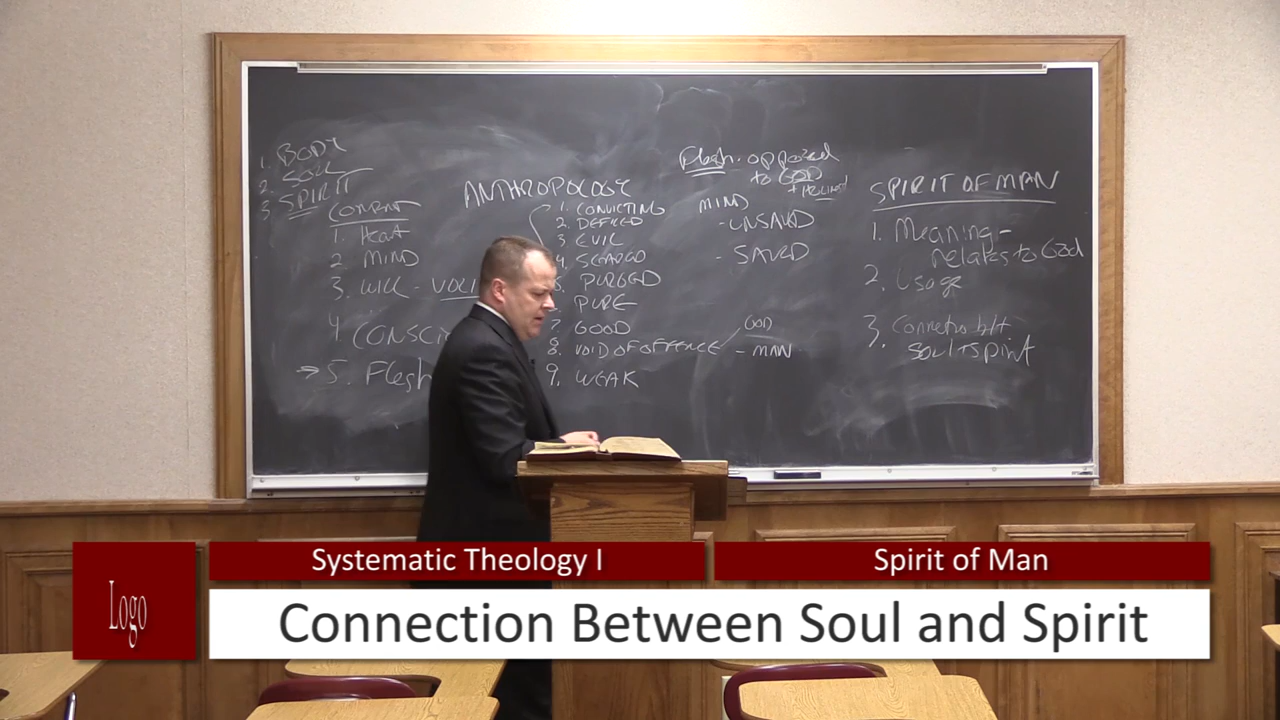 1. BODY
2. SOUL
3 SPIRIT
1. Heart
2 MIND
3. WILL - VOLI
4 CONSCI
5. Flesh
ANTHROPOLOGY
1. CONVICTING
2. DEFILED
3 EVIL
4. SEARED
5. PURGED
PURE
7 GOOD
8. VOID OF OFFENCE
GOD
- MAN
9. WEAK
Flesh - opposed
to GOD
MIND
- UNSAVED
- SAVED
SPIRIT OF MAN
1. Meaning -
relates to God
2. Usage
3. Connection b/t
soul + spirit
Systematic Theology I
Spirit of Man
Logo
Connection Between Soul and Spirit